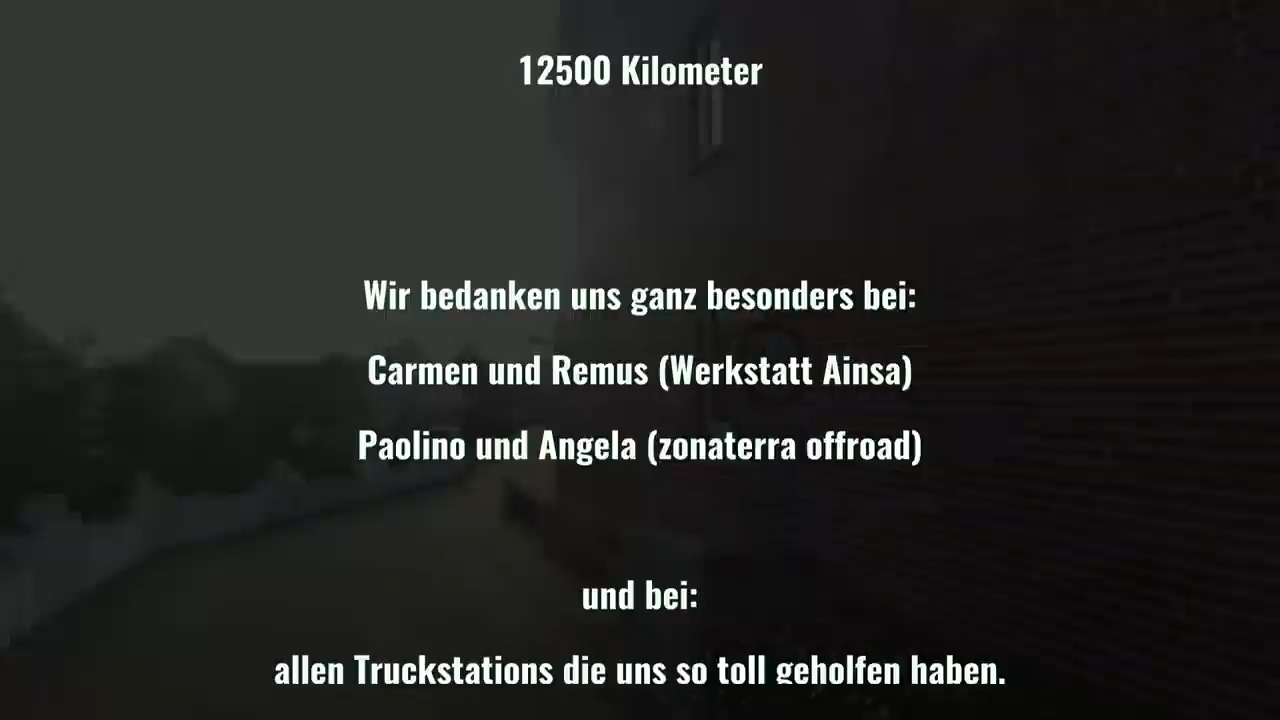 12500 Kilometer
Wir bedanken uns ganz besonders bei:
Carmen und Remus (Werkstatt Ainsa)
Paolino und Angela (zonaterra offroad)
und bei:
allen Truckstations die uns so toll geholfen haben.